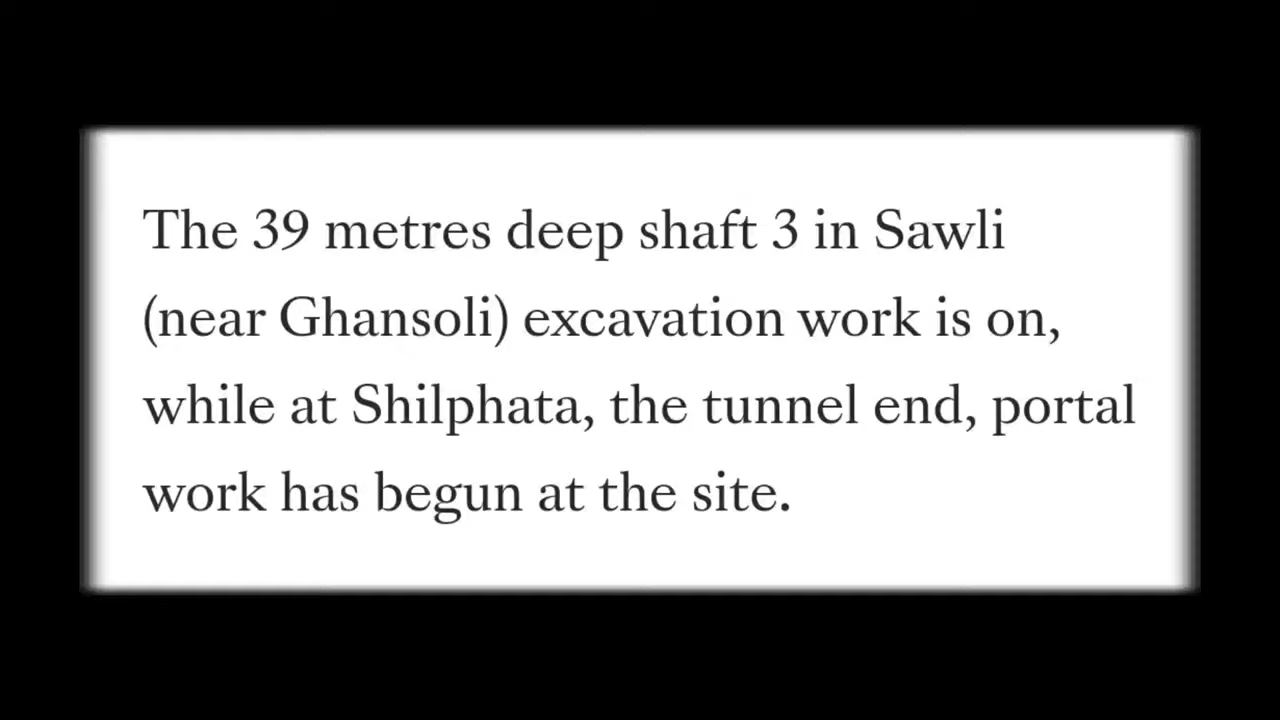 The 39 metres deep shaft 3 in Sawli
(near Ghansoli) excavation work is on,
while at Shilphata, the tunnel end, portal
work has begun at the site.